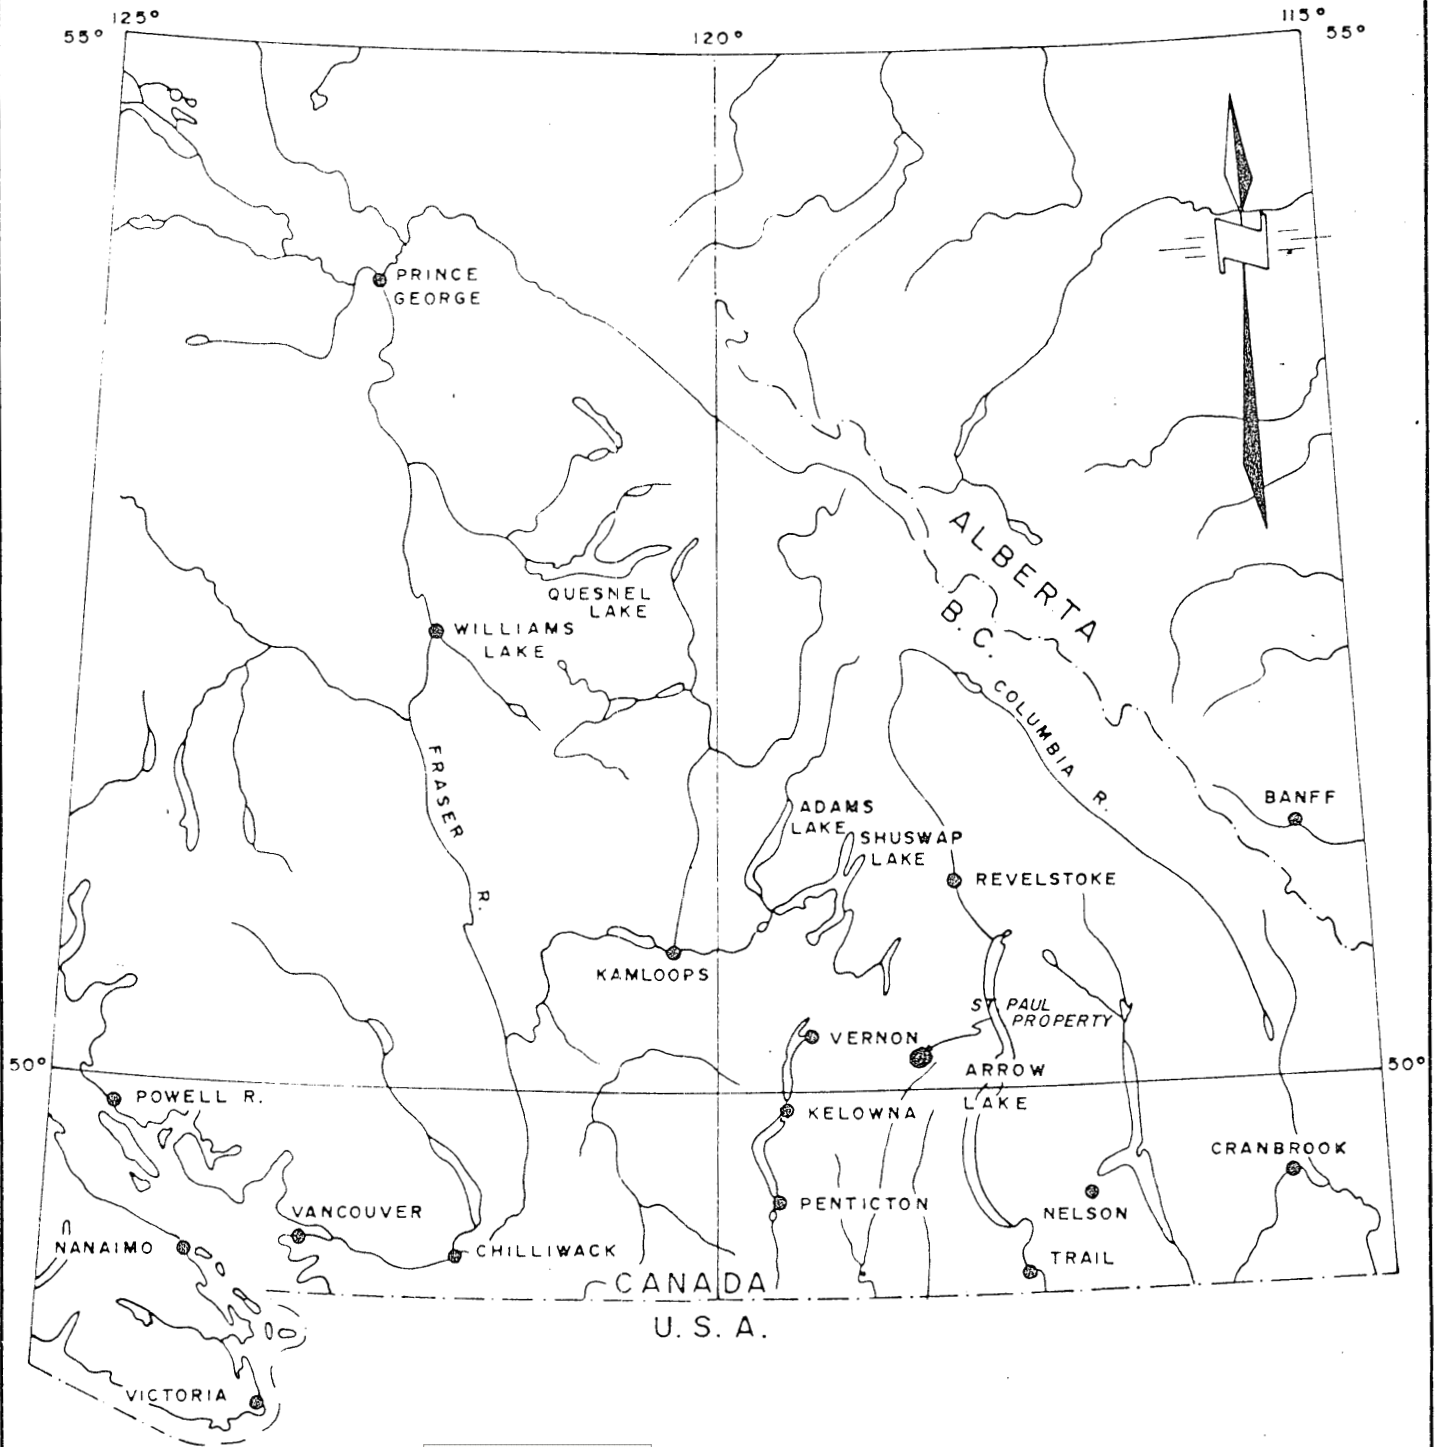 125°
115°
55°
120°
55°
PRINCE
GEORGE
ALBERTA
B.C.
QUESNEL
LAKE
WILLIAMS
LAKE
COLUMBIA R.
FRASER R.
BANFF
ADAMS
LAKE
SHUSWAP
LAKE
REVELSTOKE
KAMLOOPS
ST. PAUL
PROPERTY
VERNON
50°
50°
ARROW
LAKE
POWELL R.
KELOWNA
CRANBROOK
PENTICTON
NELSON
VANCOUVER
NANAIMO
CHILLIWACK
TRAIL
CANADA
U. S. A.
VICTORIA